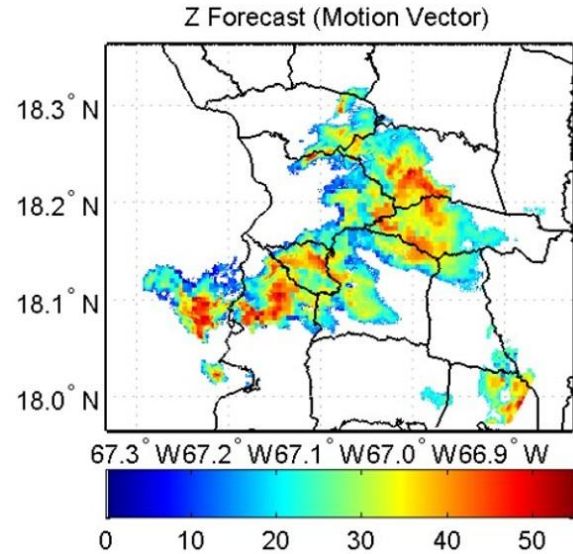 Z Forecast (Motion Vector)
18.3° N
18.2° N
18.1° N
18.0° N
67.3° W67.2° W67.1° W67.0° W66.9° W
0 10 20 30 40 50